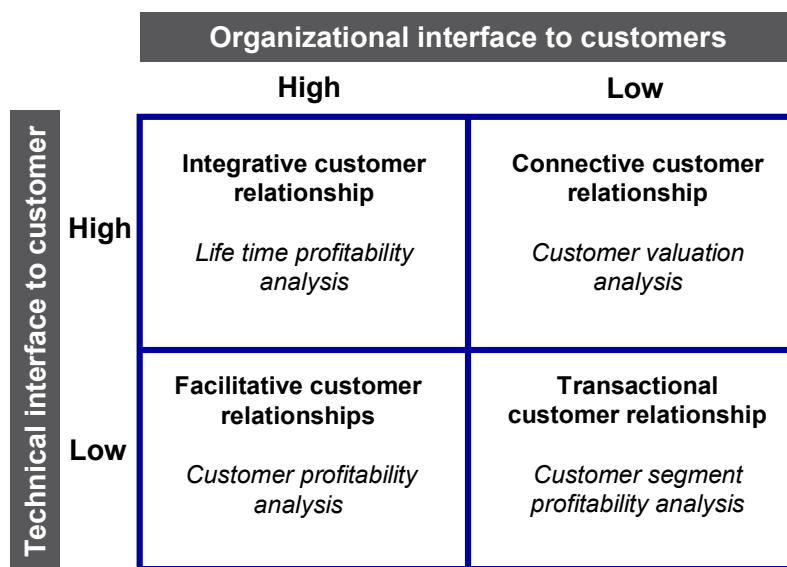 Organizational interface to customers
High
Low
Technical interface to customer
High
Integrative customer
relationship
Life time profitability
analysis
Connective customer
relationship
Customer valuation
analysis
Low
Facilitative customer
relationships
Customer profitability
analysis
Transactional
customer relationship
Customer segment
profitability analysis